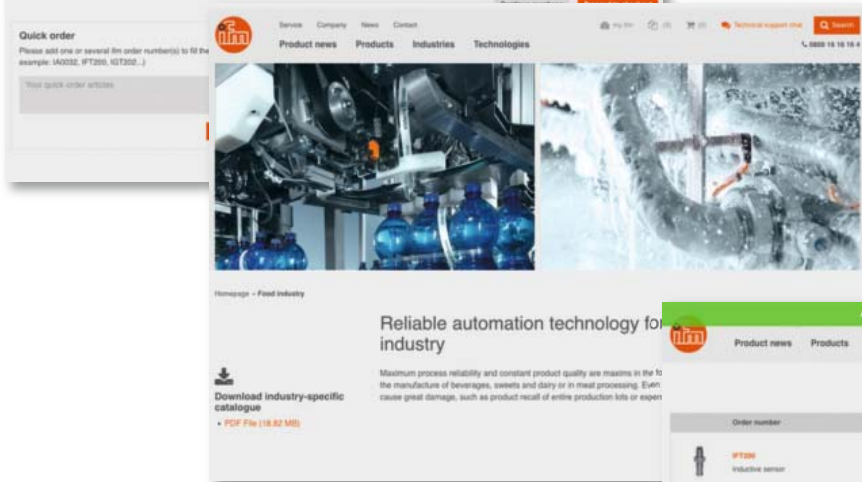 Quick order
Please add one or several ifm order number(s) to fill the
example: IA0032, IFT200, IGT202...)
Your quick order articles
ifm
Service Company News Contact
my ifm (3) (0) Technical support chat Search
Product news Products Industries Technologies
0800 16 16 16 4
Homepage - Food industry
Reliable automation technology for
industry
Maximum process reliability and constant product quality are maxims in the fo
the manufacture of beverages, sweets and dairy or in meat processing. Even
cause great damage, such as product recall of entire production lots or expen
Download industry-specific
catalogue
• PDF File (18.82 MB)
ifm
Product news Products
Order number
IFT200
Inductive sensor